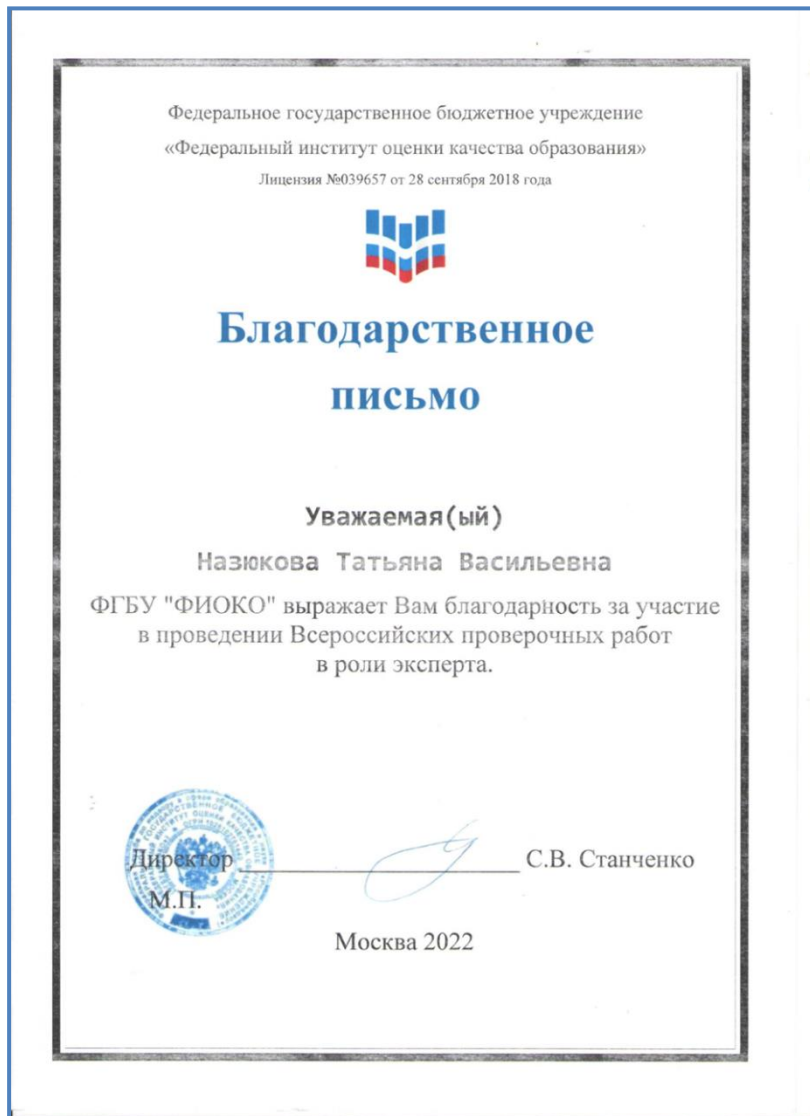 Федеральное государственное бюджетное учреждение
«Федеральный институт оценки качества образования»
Лицензия №039657 от 28 сентября 2018 года
Благодарственное
письмо
Уважаемая(ый)
Назюкова Татьяна Васильевна
ФГБУ "ФИОКО" выражает Вам благодарность за участие
в проведении Всероссийских проверочных работ
в роли эксперта.
Директор С.В. Станченко
М.П.
Москва 2022